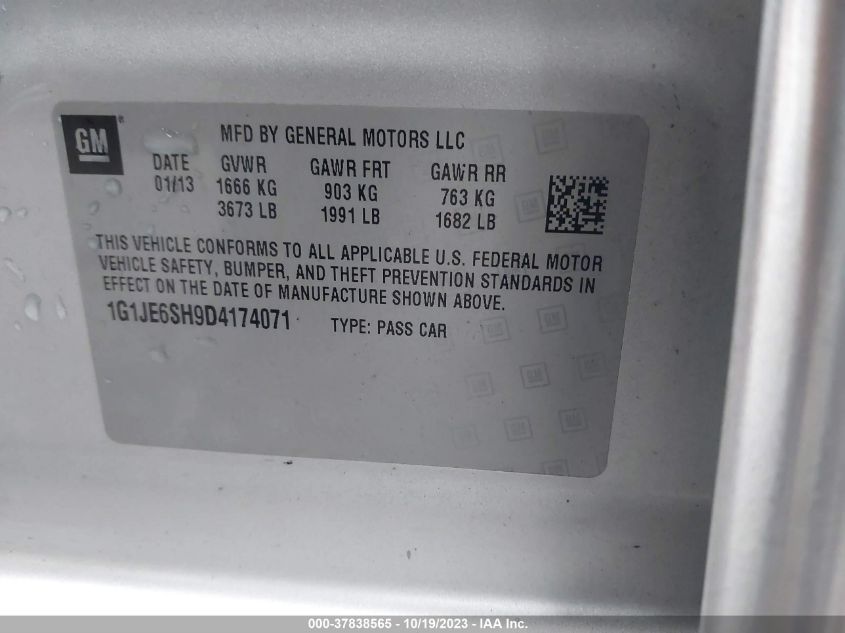 GM
MFD BY GENERAL MOTORS LLC
DATE GVWR GAWR FRT GAWR RR
01/13 1666 KG 903 KG 763 KG
3673 LB 1991 LB 1682 LB
THIS VEHICLE CONFORMS TO ALL APPLICABLE U.S. FEDERAL MOTOR
VEHICLE SAFETY, BUMPER, AND THEFT PREVENTION STANDARDS IN
EFFECT ON THE DATE OF MANUFACTURE SHOWN ABOVE.
1G1JE6SH9D4174071 TYPE: PASS CAR
000-37838565 - 10/19/2023 - IAA Inc.